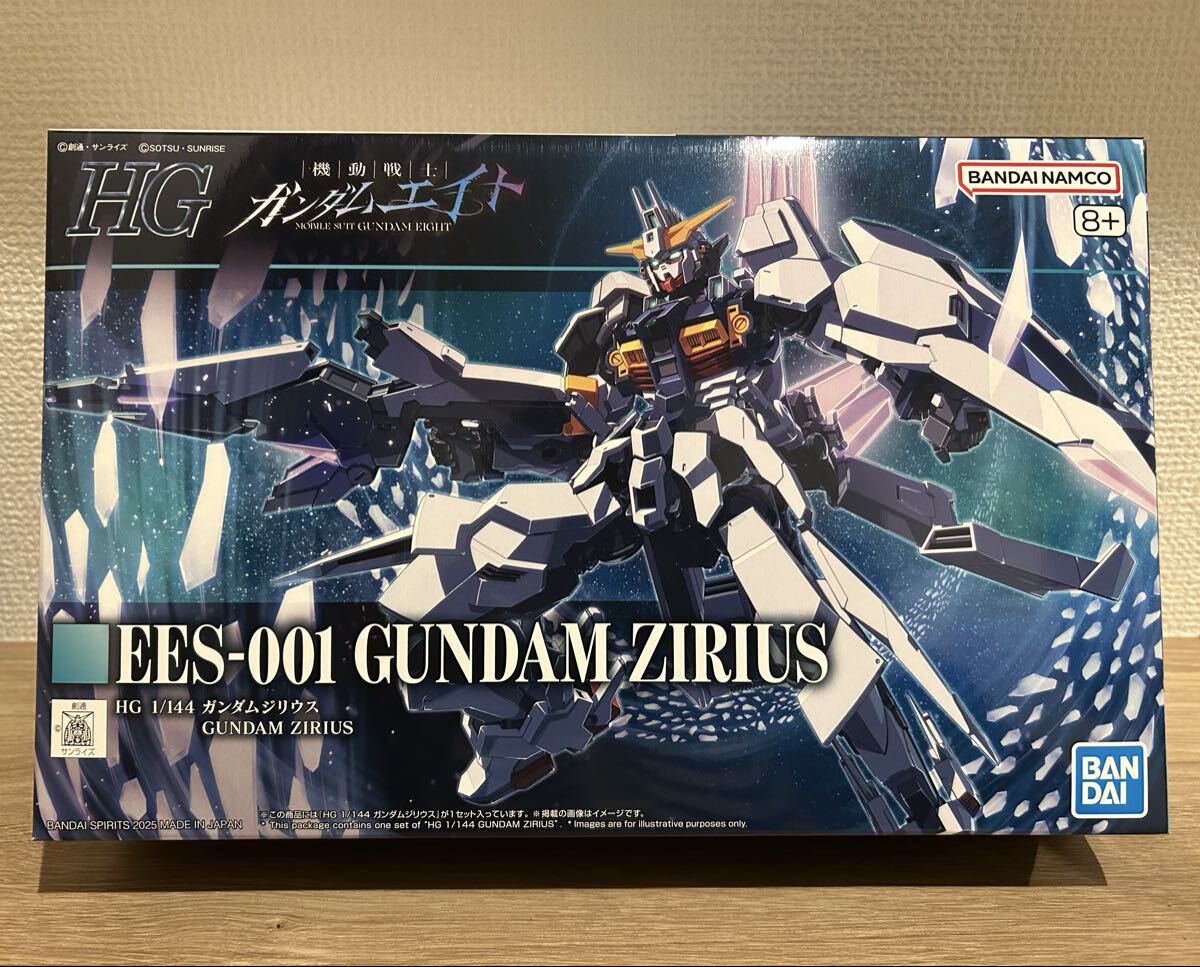 ©創通・サンライズ ©SOTSU・SUNRISE
HG
機動戦士
ガンダムエイト
MOBILE SUIT GUNDAM EIGHT
BANDAI NAMCO
8+
EES-001 GUNDAM ZIRIUS
HG 1/144 ガンダムジリウス
GUNDAM ZIRIUS
創通
©
サンライズ
BAN
DAI
※この商品には「HG 1/144 ガンダムジリウス」が1セット入っています。※掲載の画像はイメージです。
* This package contains one set of "HG 1/144 GUNDAM ZIRIUS". * Images are for illustrative purposes only.
BANDAI SPIRITS 2025 MADE IN JAPAN